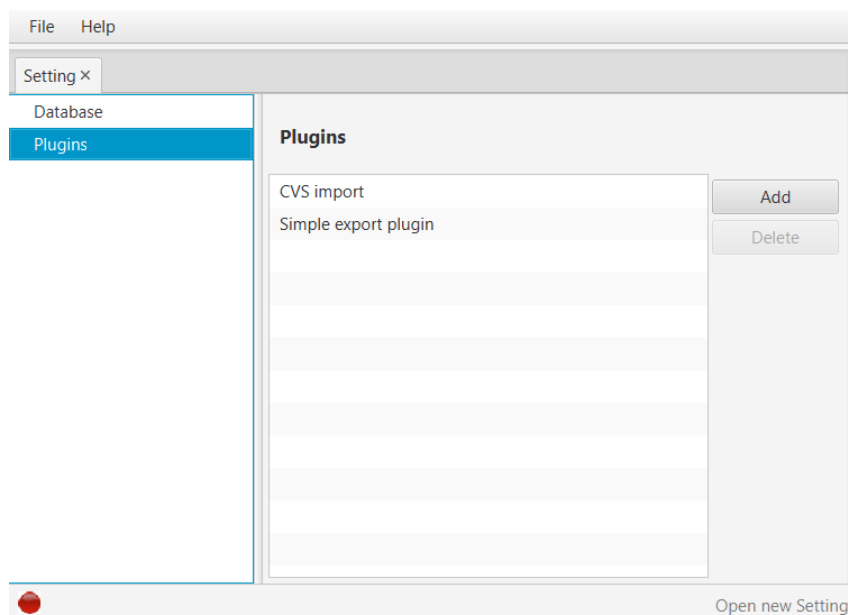 File Help
Setting ×
Database
Plugins
Plugins
CVS import
Simple export plugin
Add
Delete
Open new Setting